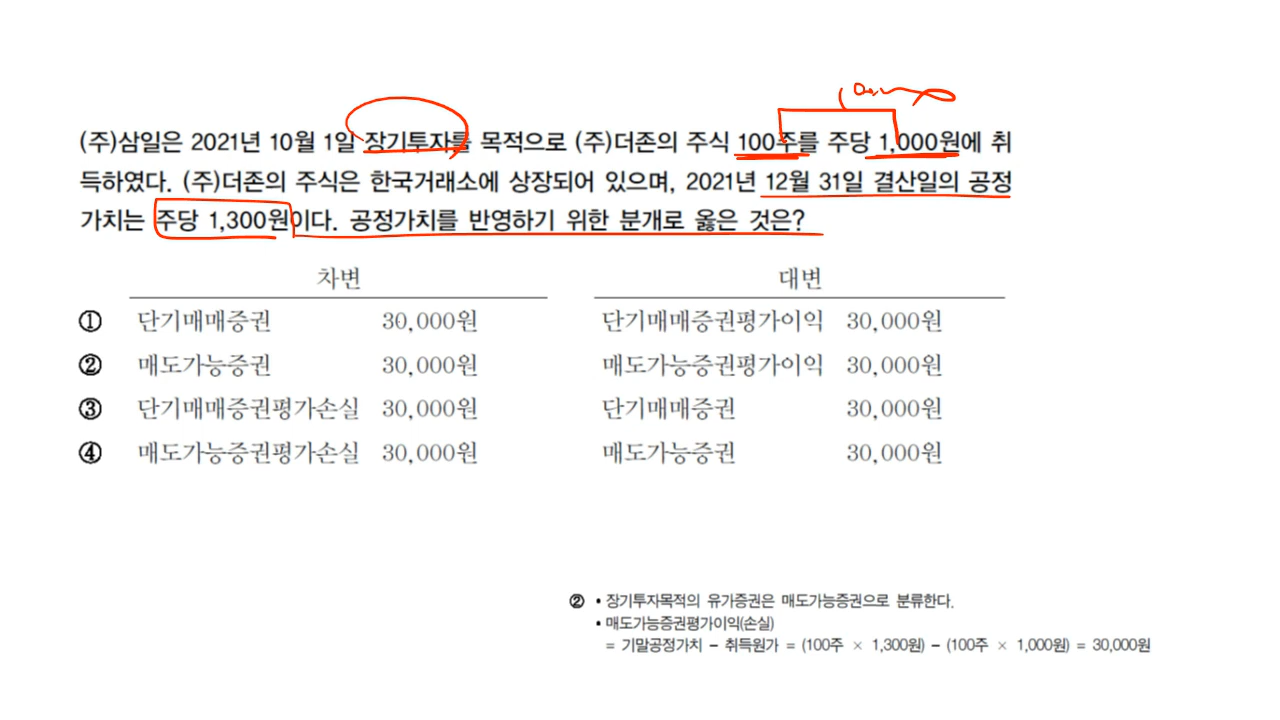 (주)삼일은 2021년 10월 1일 장기투자를 목적으로 (주)더존의 주식 100주를 주당 1,000원에 취
득하였다. (주)더존의 주식은 한국거래소에 상장되어 있으며, 2021년 12월 31일 결산일의 공정
가치는 주당 1,300원이다. 공정가치를 반영하기 위한 분개로 옳은 것은?
차변 대변
① 단기매매증권 30,000원 단기매매증권평가이익 30,000원
② 매도가능증권 30,000원 매도가능증권평가이익 30,000원
③ 단기매매증권평가손실 30,000원 단기매매증권 30,000원
④ 매도가능증권평가손실 30,000원 매도가능증권 30,000원
② • 장기투자목적의 유가증권은 매도가능증권으로 분류한다.
• 매도가능증권평가이익(손실)
= 기말공정가치 − 취득원가 = (100주 × 1,300원) − (100주 × 1,000원) = 30,000원